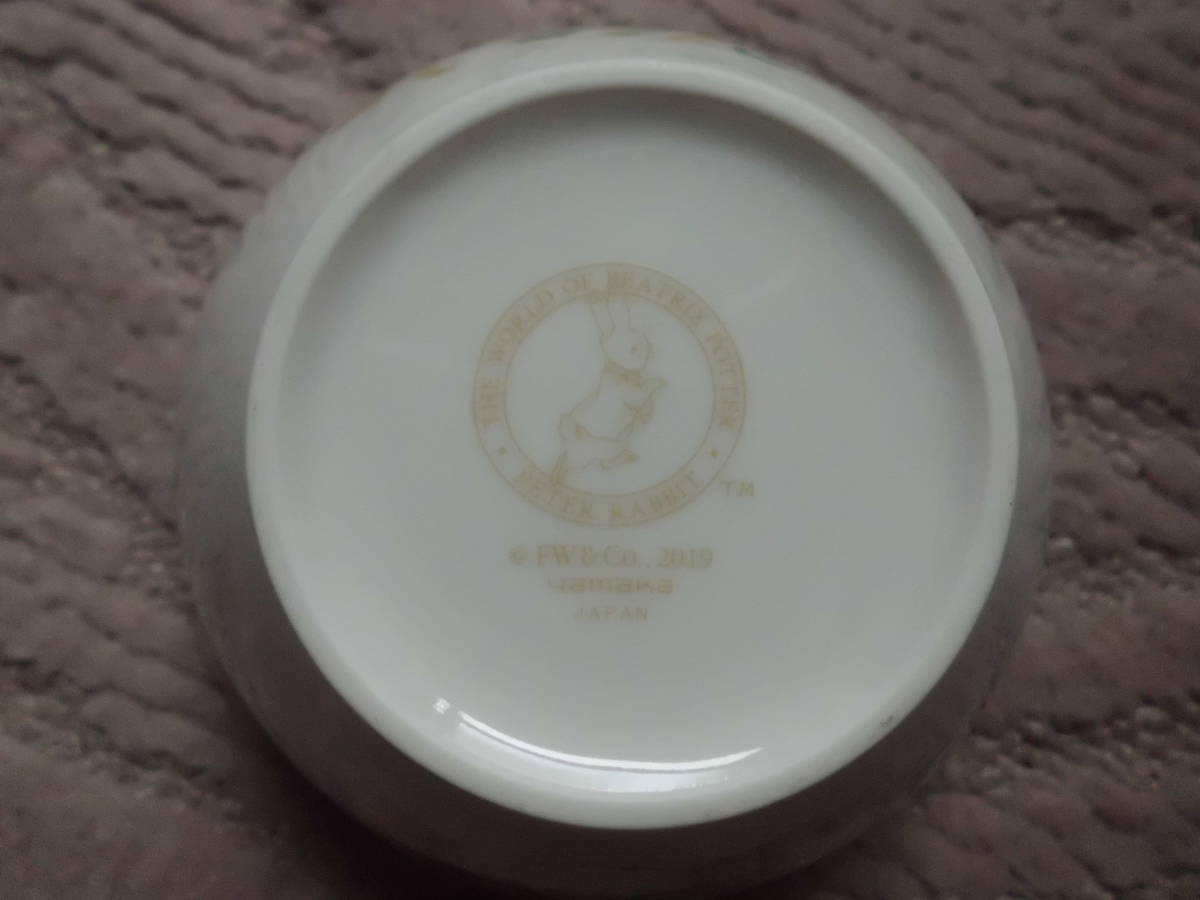 THE WORLD OF BEATRIX POTTER
· PETER RABBIT ·
TM
© FW & Co., 2019
yamaka
JAPAN